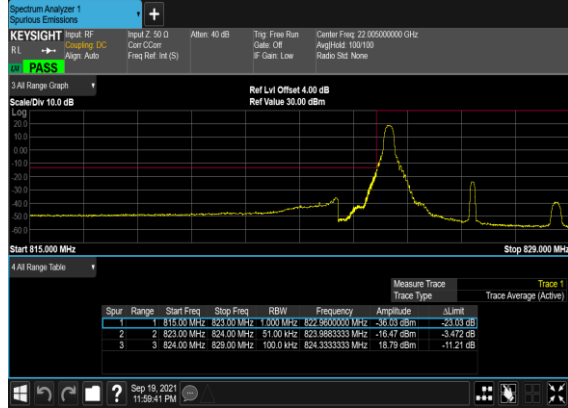 Spectrum Analyzer 1
Spurious Emissions
KEYSIGHT Input: RF Input Z: 50 Ω Atten: 40 dB Trig: Free Run Center Freq: 22.005000000 GHz
RL Coupling: DC Corr CCorr Gate: Off Avg|Hold: 100/100
Align: Auto Freq Ref: Int (S) IF Gain: Low Radio Std: None
PASS
3 All Range Graph
Ref Lvl Offset 4.00 dB
Scale/Div 10.0 dB Ref Value 30.00 dBm
Log
20.0
10.0
0.00
-10.0
-20.0
-30.0
-40.0
-50.0
-60.0
Start 815.000 MHz Stop 829.000 MHz
4 All Range Table
Measure Trace Trace 1
Trace Type Trace Average (Active)
Spur Range Start Freq Stop Freq RBW Frequency Amplitude ΔLimit
1 1 815.00 MHz 823.00 MHz 1.000 MHz 822.9600000 MHz -36.03 dBm -23.03 dB
2 2 823.00 MHz 824.00 MHz 51.00 kHz 823.9883333 MHz -16.47 dBm -3.472 dB
3 3 824.00 MHz 829.00 MHz 100.0 kHz 824.3333333 MHz 18.79 dBm -11.21 dB
? Sep 19, 2021
11:59:41 PM